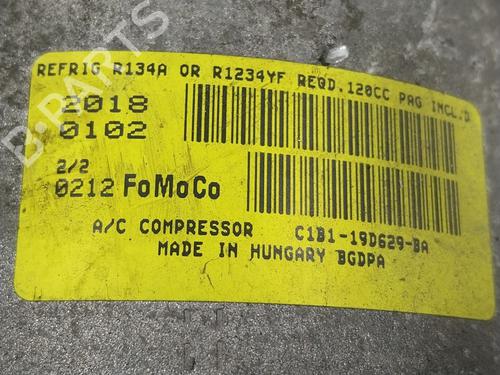 REFRIG R134A OR R1234YF REQD.120CC PAG INCL.D
2018
0102
2/2
0212 FoMoCo
A/C COMPRESSOR C1B1-19D629-BA
MADE IN HUNGARY BGDPA
B-PARTS